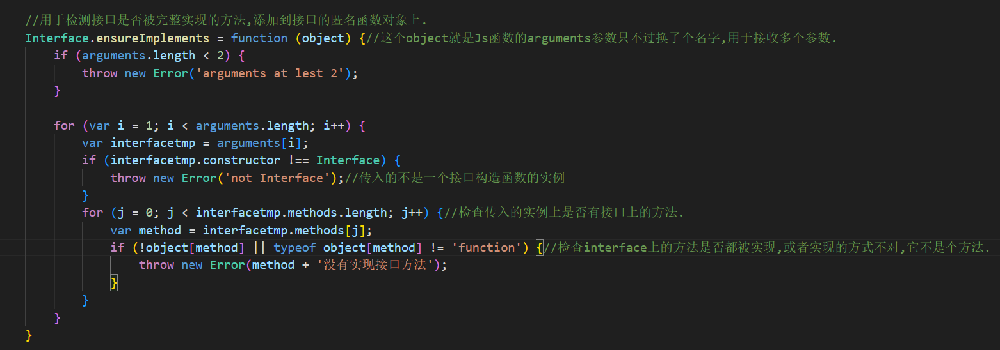 //用于检测接口是否被完整实现的方法,添加到接口的匿名函数对象上.
Interface.ensureImplements = function (object) {//这个object就是Js函数的arguments参数只不过换了个名字,用于接收多个参数.
    if (arguments.length < 2) {
        throw new Error('arguments at lest 2');
    }

    for (var i = 1; i < arguments.length; i++) {
        var interfacetmp = arguments[i];
        if (interfacetmp.constructor !== Interface) {
            throw new Error('not Interface');//传入的不是一个接口构造函数的实例
        }
        for (j = 0; j < interfacetmp.methods.length; j++) {//检查传入的实例上是否有接口上的方法.
            var method = interfacetmp.methods[j];
            if (!object[method] || typeof object[method] != 'function') {//检查interface上的方法是否都被实现,或者实现的方式不对,它不是个方法.
                throw new Error(method + '没有实现接口方法');
            }
        }
    }
}